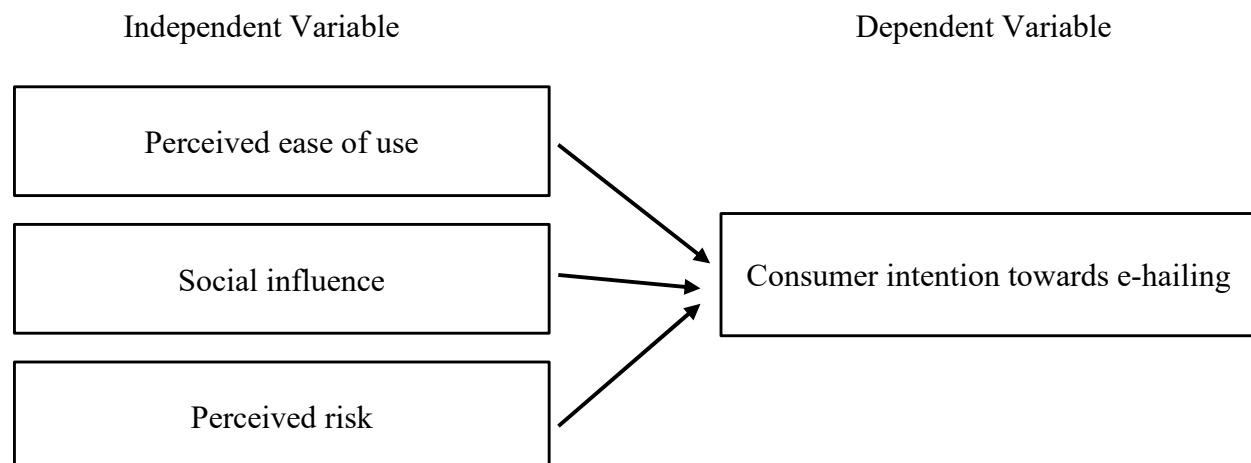 Independent Variable
Dependent Variable
Perceived ease of use
Social influence
Consumer intention towards e-hailing
Perceived risk